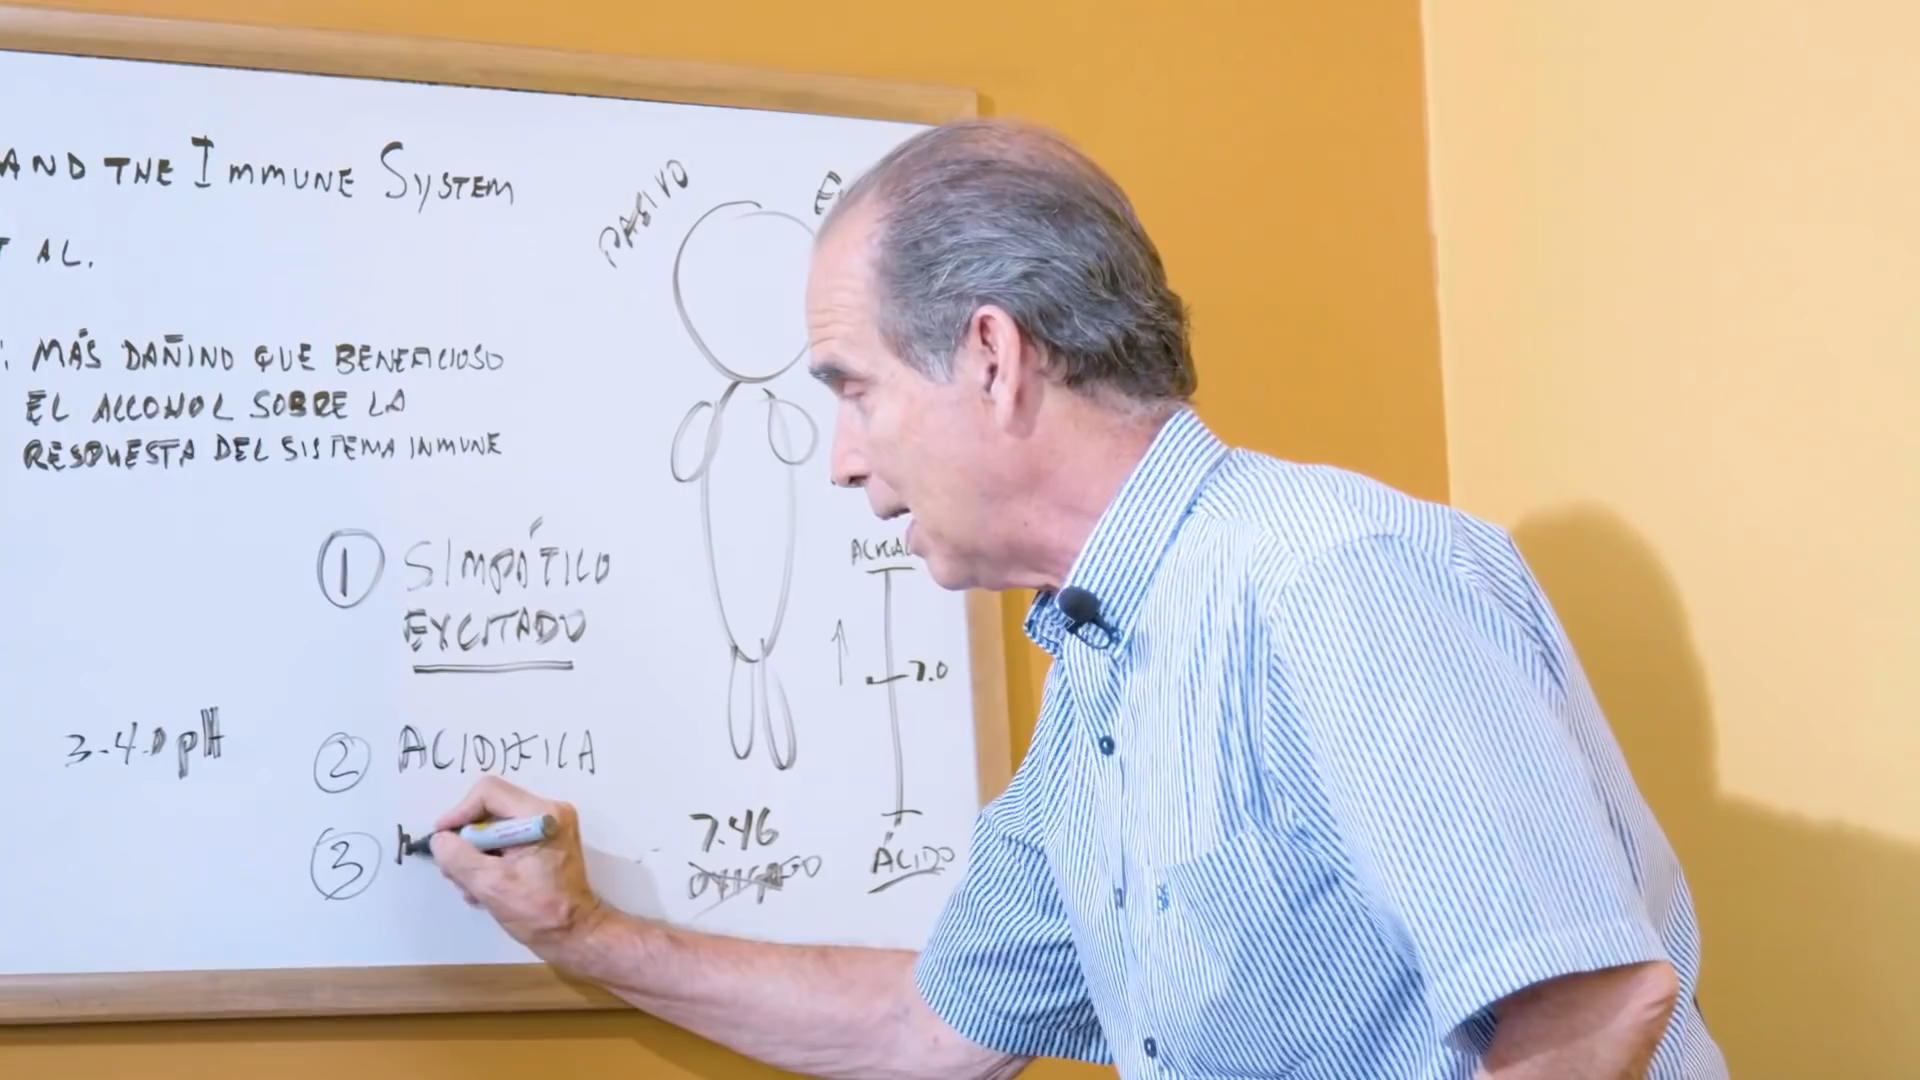 AND THE IMMUNE SYSTEM
AL.
: MÁS DAÑINO QUE BENEFICIOSO
EL ALCOHOL SOBRE LA
RESPUESTA DEL SISTEMA INMUNE
1 SIMPÁTICO
EXCITADO
3-4.0 pH
2 ACIDIFICA
3
PASIVO
7.46
OXIGENO
7.0
ÁCIDO